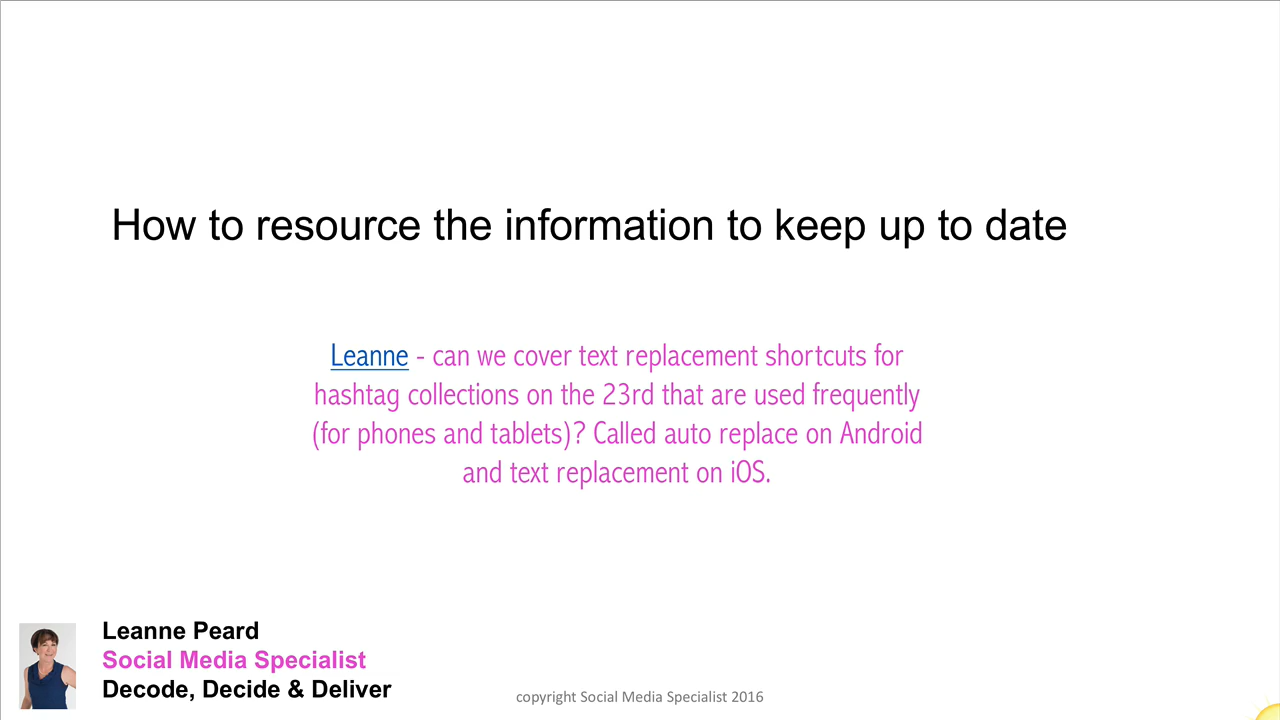 How to resource the information to keep up to date
Leanne - can we cover text replacement shortcuts for
hashtag collections on the 23rd that are used frequently
(for phones and tablets)? Called auto replace on Android
and text replacement on iOS.
Leanne Peard
Social Media Specialist
Decode, Decide & Deliver
copyright Social Media Specialist 2016